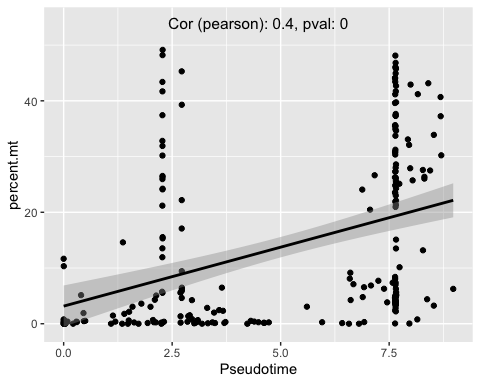 Cor (pearson): 0.4, pval: 0
40
20
0
percent.mt
0.0 2.5 5.0 7.5
Pseudotime